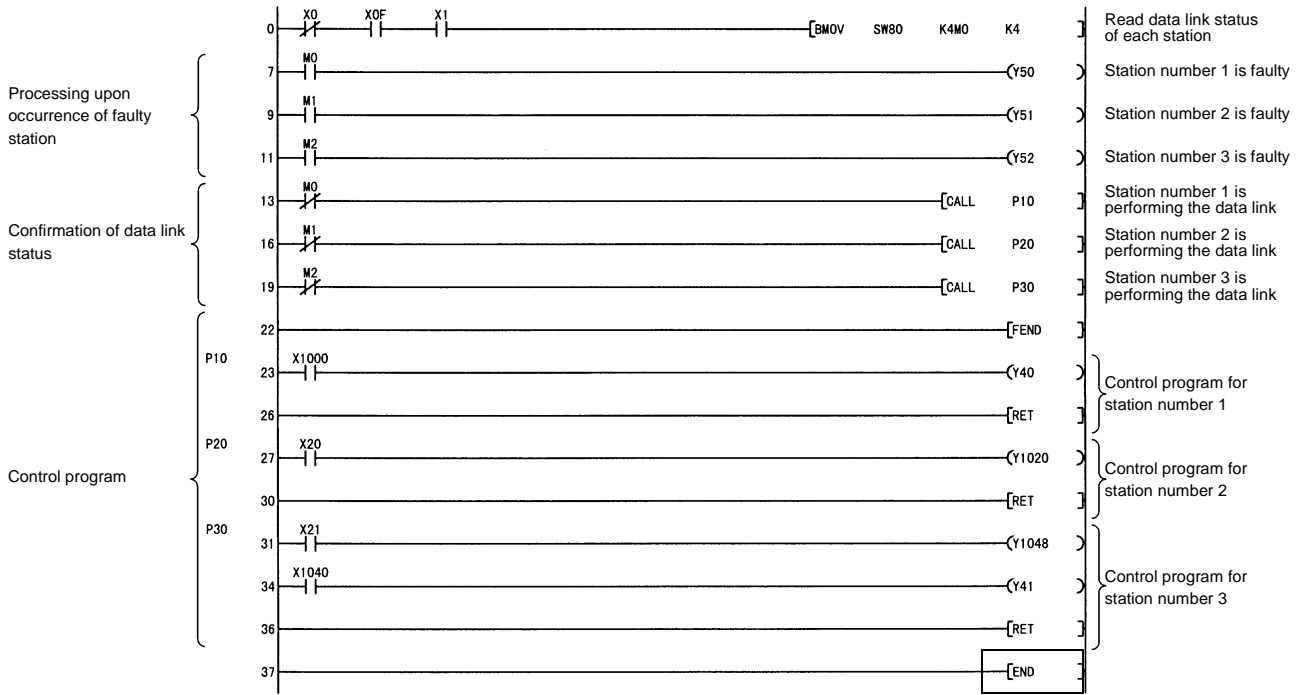 X0 X0F X1
0 [BMOV SW80 K4M0 K4 ] Read data link status
of each station
M0
7 (Y50 ) Station number 1 is faulty
Processing upon
occurrence of faulty
station
M1
9 (Y51 ) Station number 2 is faulty
M2
11 (Y52 ) Station number 3 is faulty
M0
13 [CALL P10 ] Station number 1 is
performing the data link
Confirmation of data link
status
M1
16 [CALL P20 ] Station number 2 is
performing the data link
M2
19 [CALL P30 ] Station number 3 is
performing the data link
22 [FEND ]
P10 X1000
23 (Y40 )
Control program for
station number 1
26 [RET ]
P20 X20
27 (Y1020 )
Control program
Control program for
station number 2
30 [RET ]
P30 X21
31 (Y1048 )
X1040
34 (Y41 )
Control program for
station number 3
36 [RET ]
37 [END ]